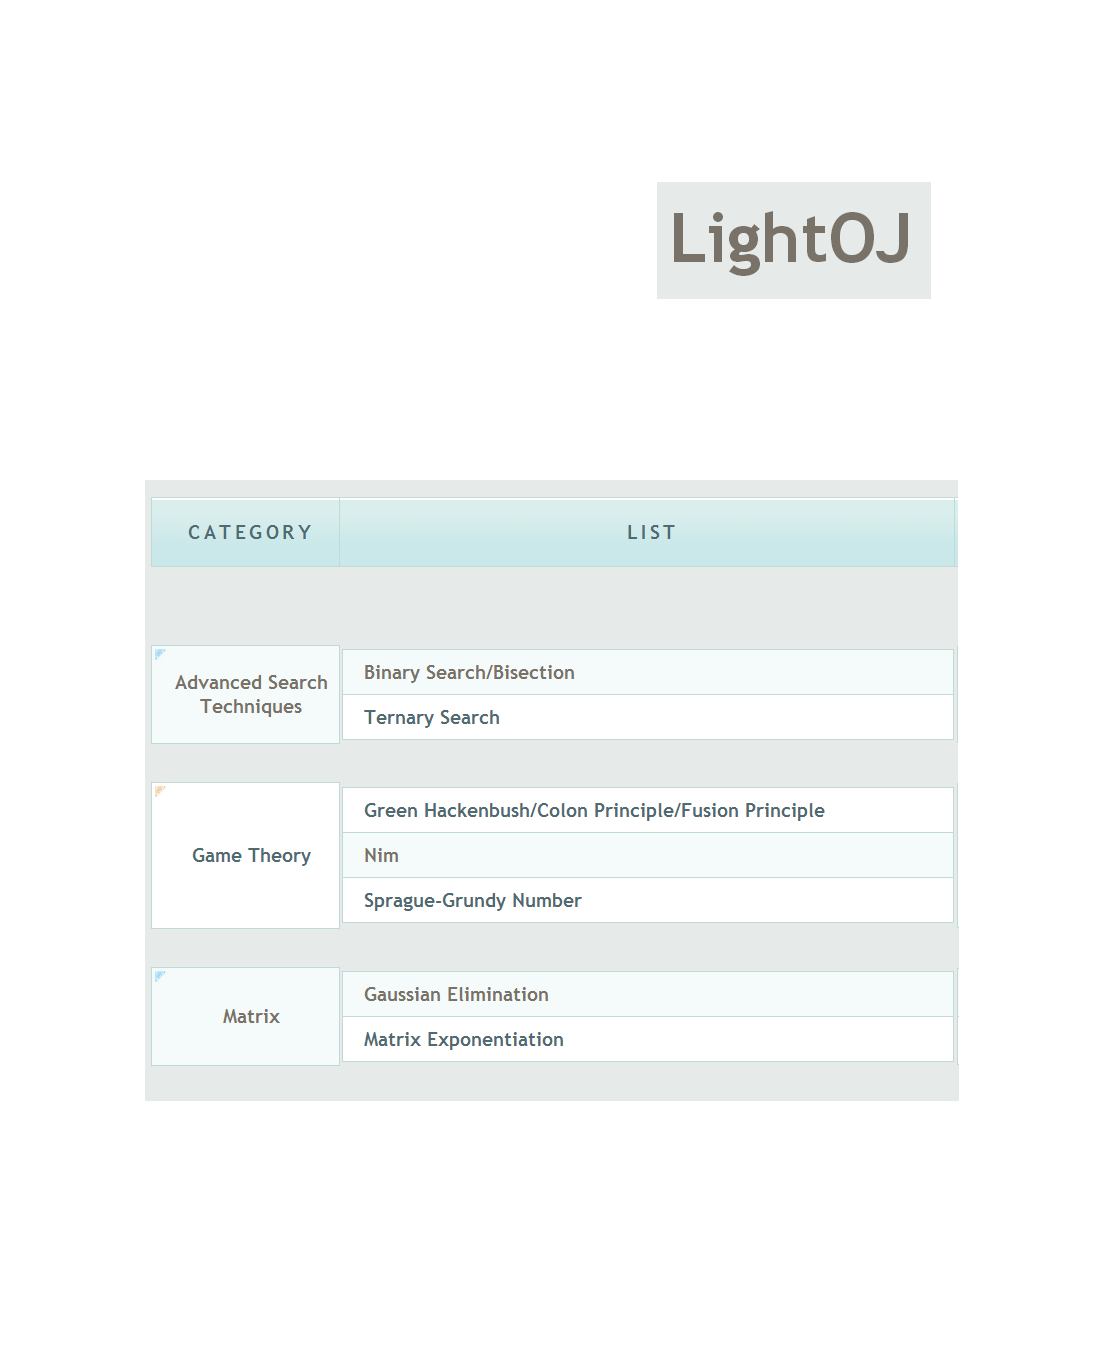 LightOJ
CATEGORY LIST
Advanced Search
Techniques
Binary Search/Bisection
Ternary Search
Game Theory
Green Hackenbush/Colon Principle/Fusion Principle
Nim
Sprague-Grundy Number
Matrix
Gaussian Elimination
Matrix Exponentiation